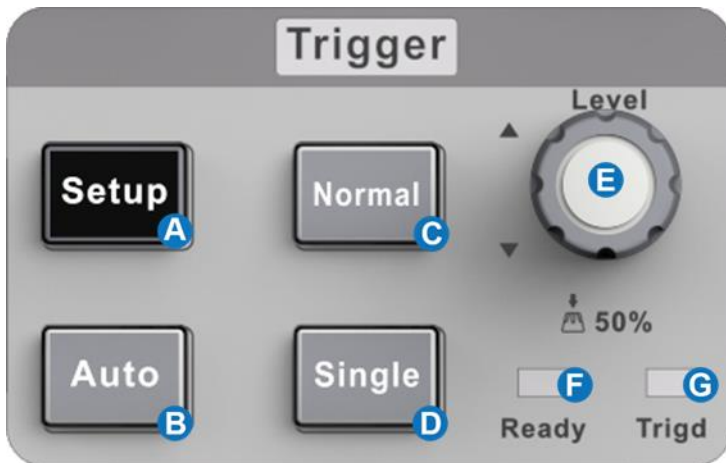 Trigger
Level
Setup
A
Normal
C
E
50%
Auto
B
Single
D
F
G
Ready
Trigd